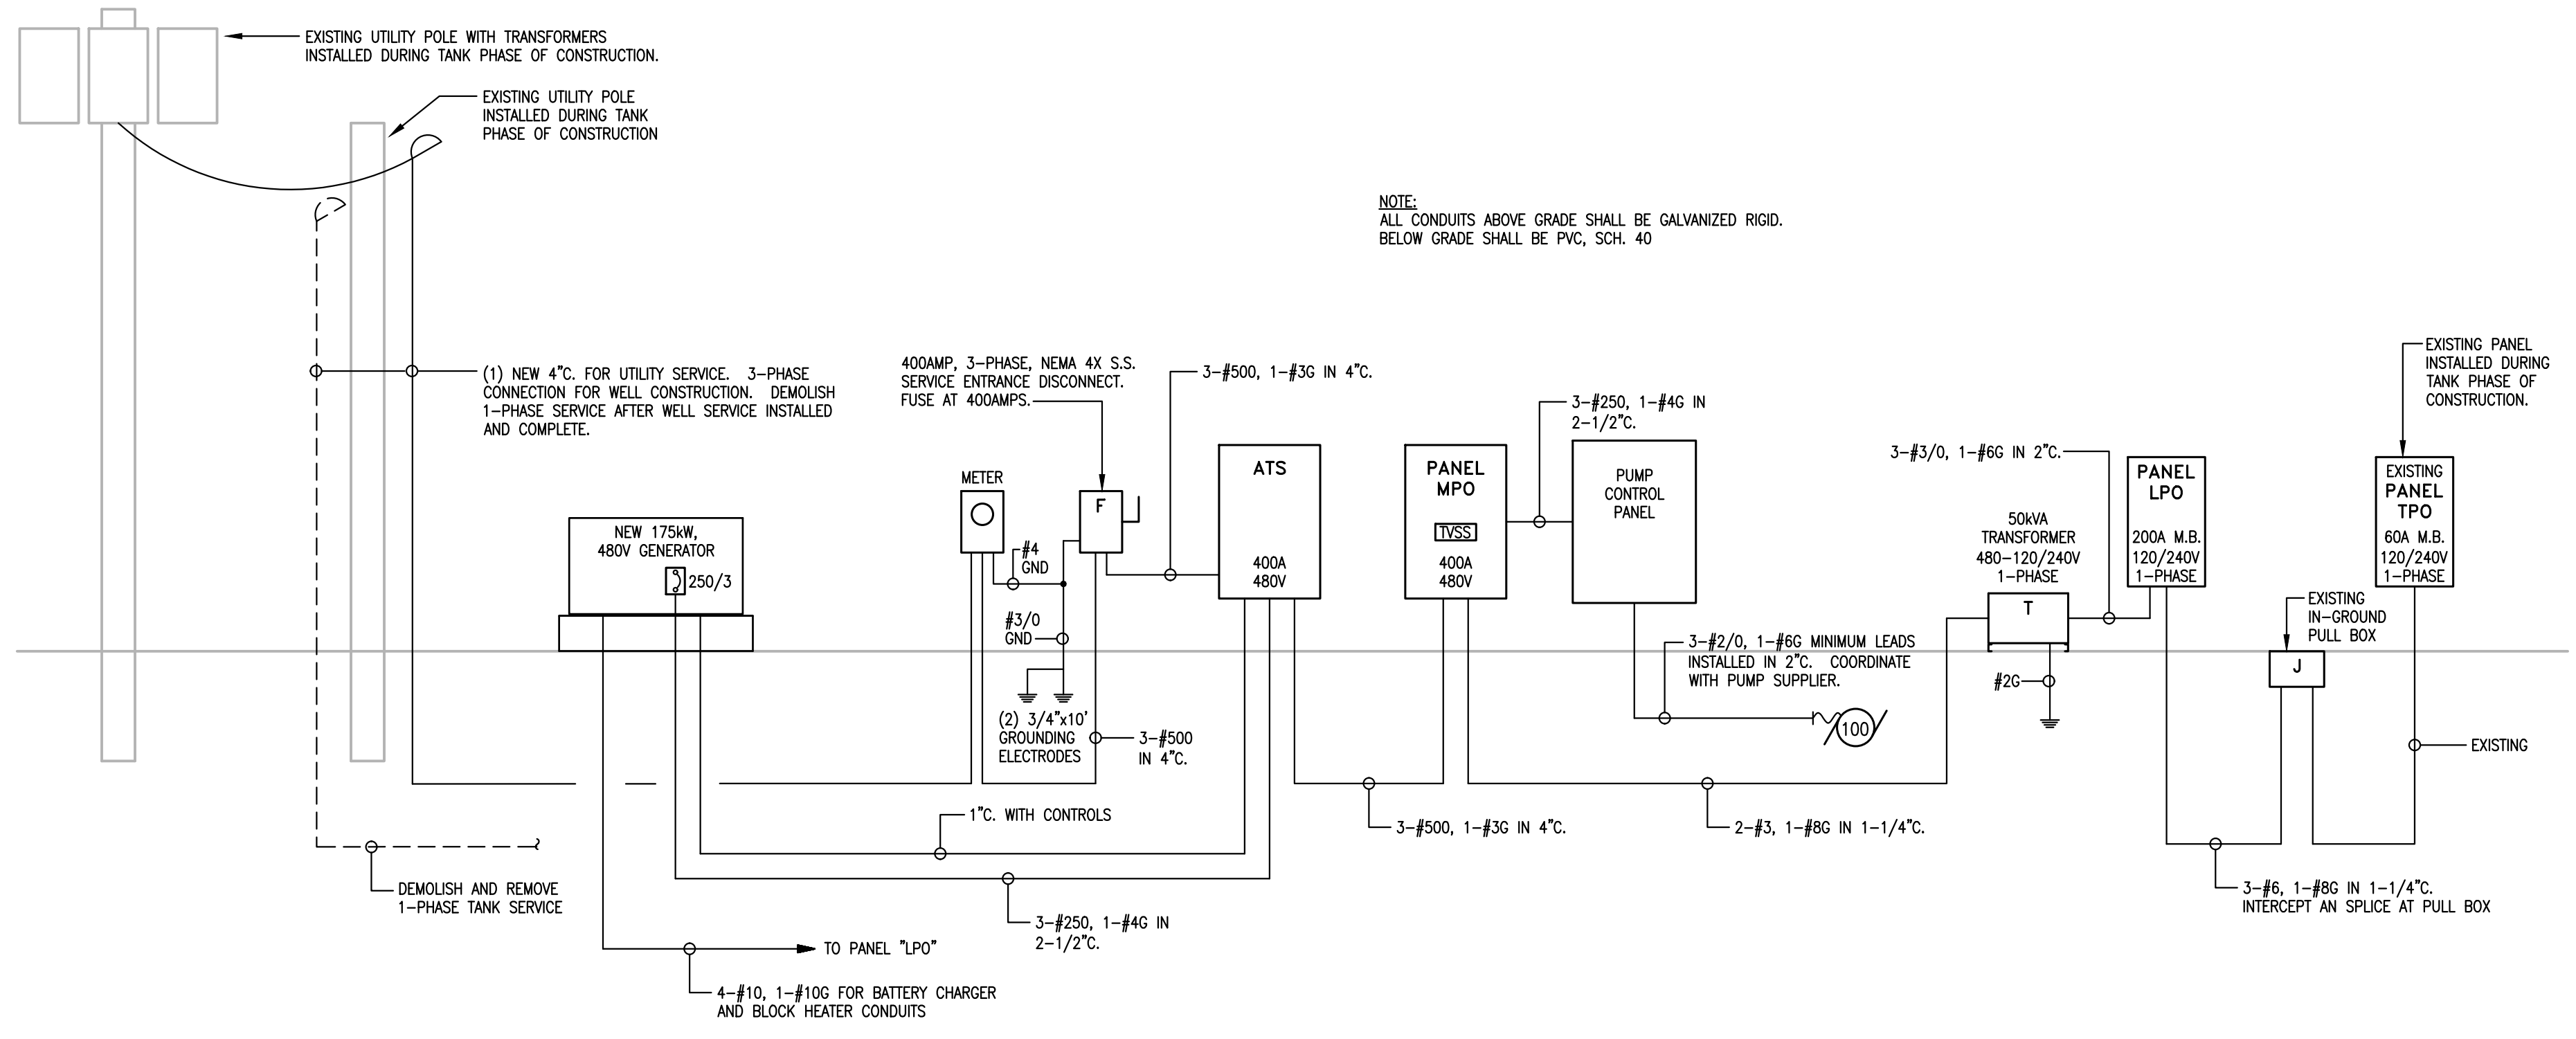 EXISTING UTILITY POLE WITH TRANSFORMERS
INSTALLED DURING TANK PHASE OF CONSTRUCTION.
EXISTING UTILITY POLE
INSTALLED DURING TANK
PHASE OF CONSTRUCTION
NOTE:
ALL CONDUITS ABOVE GRADE SHALL BE GALVANIZED RIGID.
BELOW GRADE SHALL BE PVC, SCH. 40
(1) NEW 4"C. FOR UTILITY SERVICE. 3-PHASE
CONNECTION FOR WELL CONSTRUCTION. DEMOLISH
1-PHASE SERVICE AFTER WELL SERVICE INSTALLED
AND COMPLETE.
400AMP, 3-PHASE, NEMA 4X S.S.
SERVICE ENTRANCE DISCONNECT.
FUSE AT 400AMPS.
3-#500, 1-#3G IN 4"C.
3-#250, 1-#4G IN
2-1/2"C.
3-#3/0, 1-#6G IN 2"C.
EXISTING PANEL
INSTALLED DURING
TANK PHASE OF
CONSTRUCTION.
NEW 175kW,
480V GENERATOR
250/3
METER
#4
GND
#3/0
GND
(2) 3/4"x10'
GROUNDING
ELECTRODES
F
3-#500
IN 4"C.
ATS
400A
480V
PANEL
MPO
TVSS
400A
480V
PUMP
CONTROL
PANEL
3-#2/0, 1-#6G MINIMUM LEADS
INSTALLED IN 2"C. COORDINATE
WITH PUMP SUPPLIER.
100
50kVA
TRANSFORMER
480-120/240V
1-PHASE
T
#2G
PANEL
LPO
200A M.B.
120/240V
1-PHASE
EXISTING
IN-GROUND
PULL BOX
J
EXISTING
PANEL
TPO
60A M.B.
120/240V
1-PHASE
EXISTING
1"C. WITH CONTROLS
3-#500, 1-#3G IN 4"C.
2-#3, 1-#8G IN 1-1/4"C.
DEMOLISH AND REMOVE
1-PHASE TANK SERVICE
3-#250, 1-#4G IN
2-1/2"C.
3-#6, 1-#8G IN 1-1/4"C.
INTERCEPT AN SPLICE AT PULL BOX
TO PANEL "LPO"
4-#10, 1-#10G FOR BATTERY CHARGER
AND BLOCK HEATER CONDUITS